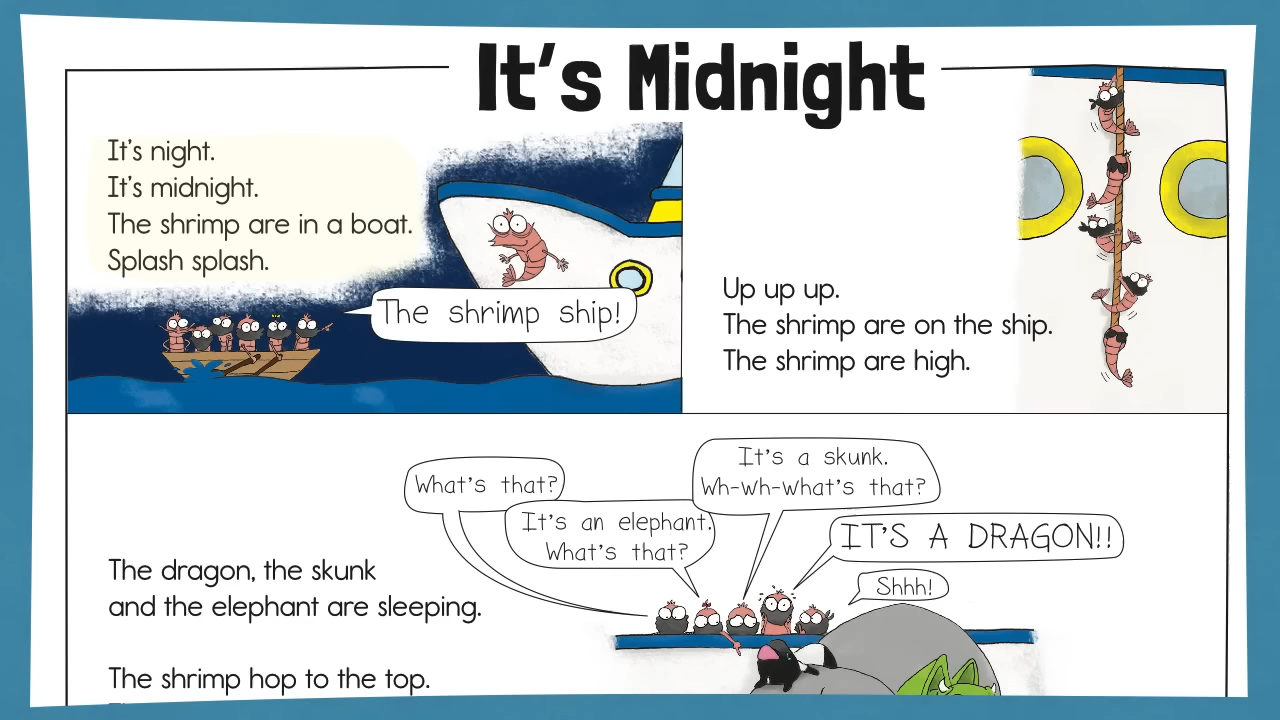 It's Midnight
It's night.
It's midnight.
The shrimp are in a boat.
Splash splash.
The shrimp ship!
Up up up.
The shrimp are on the ship.
The shrimp are high.
What's that?
It's an elephant.
What's that?
It's a skunk.
Wh-wh-what's that?
IT'S A DRAGON!!
Shhh!
The dragon, the skunk
and the elephant are sleeping.
The shrimp hop to the top.